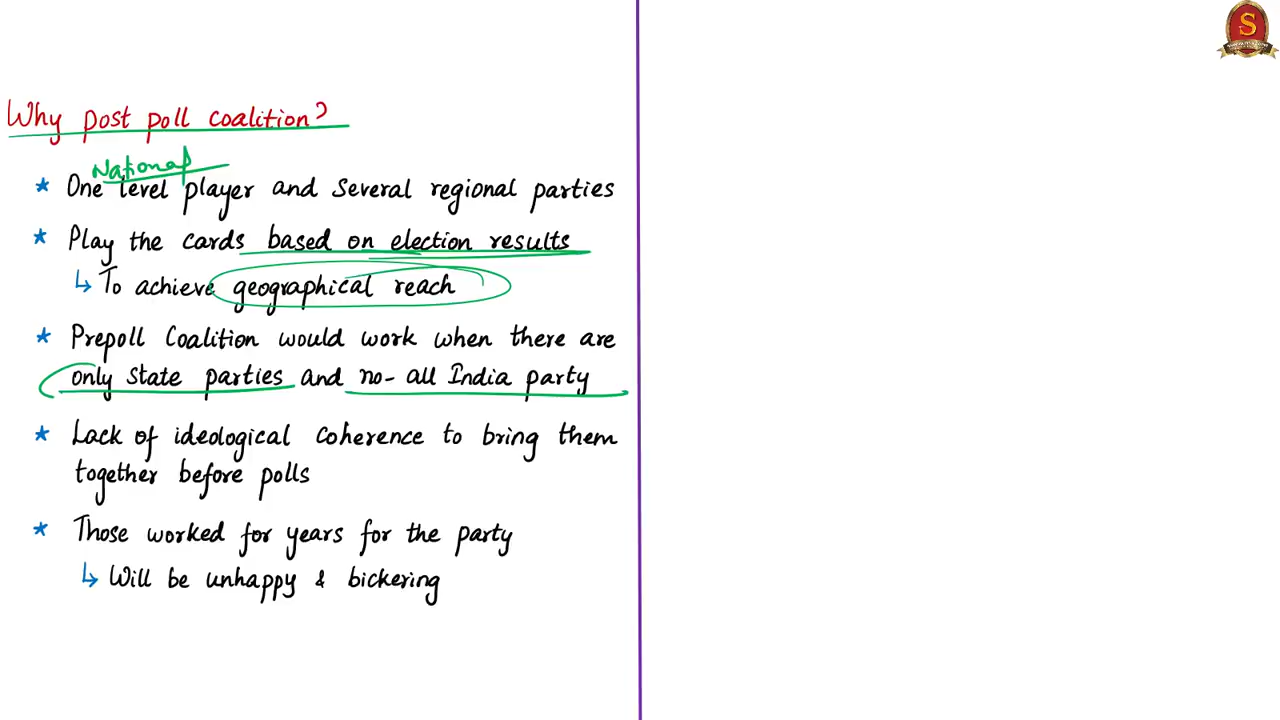 Why post poll coalition?
National
* One level player and several regional parties
* Play the cards based on election results
↳ To achieve geographical reach
* Prepoll Coalition would work when there are
only State parties and no- all India party
* Lack of ideological coherence to bring them
together before polls
* Those worked for years for the party
↳ Will be unhappy & bickering
S